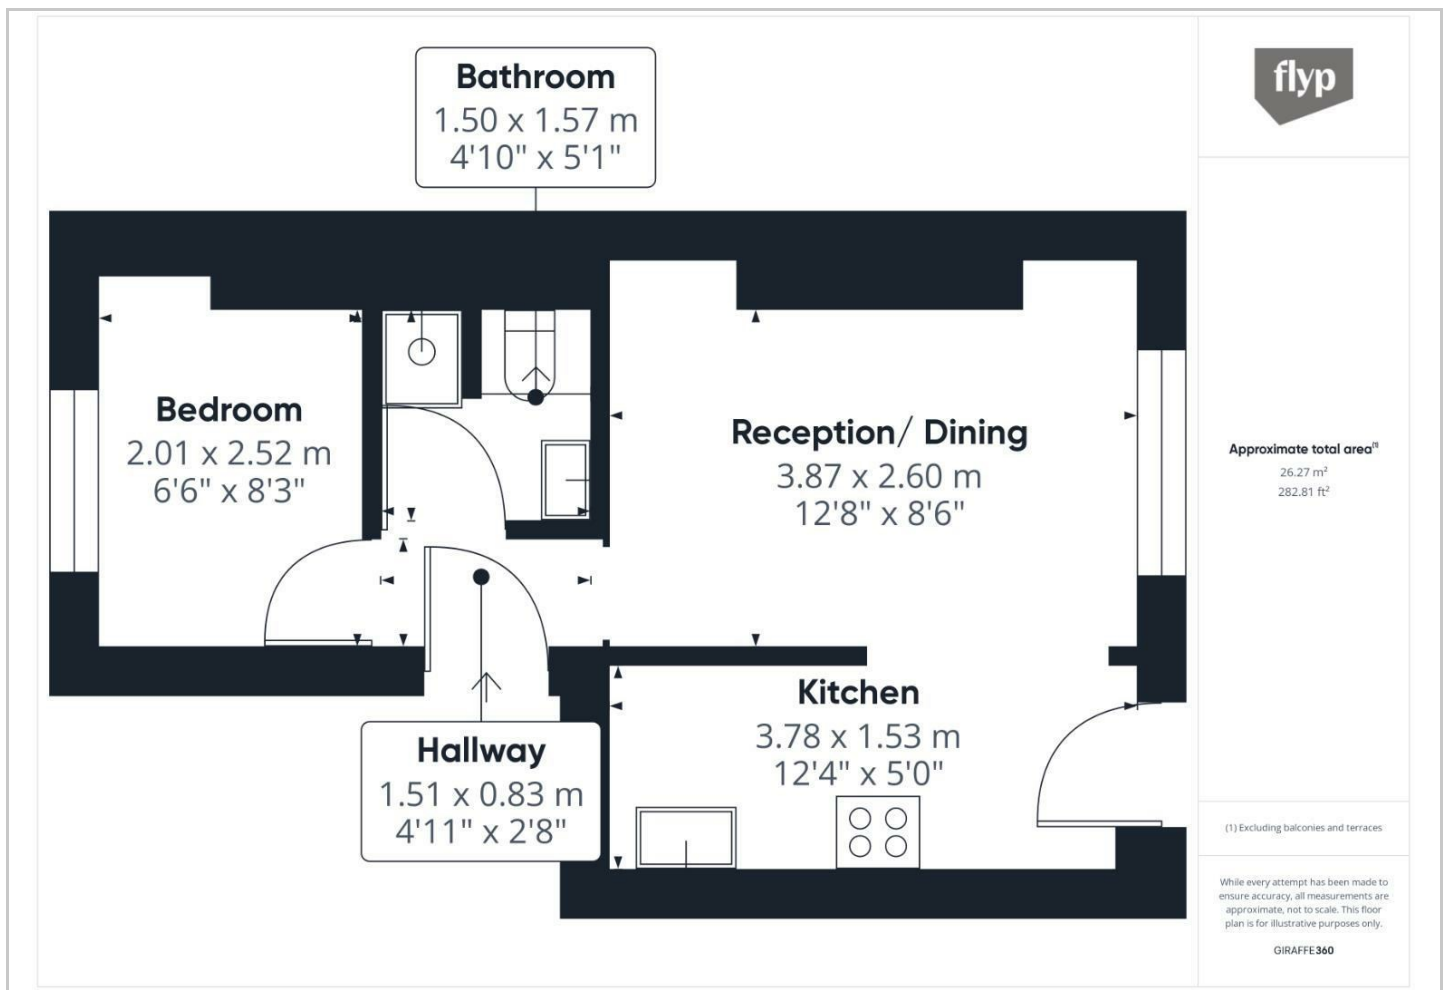 Bathroom
1.50 x 1.57 m
4'10" x 5'1"
flyp
Bedroom
2.01 x 2.52 m
6'6" x 8'3"
Reception/ Dining
3.87 x 2.60 m
12'8" x 8'6"
Approximate total area(1)
26.27 m²
282.81 ft²
Kitchen
3.78 x 1.53 m
12'4" x 5'0"
Hallway
1.51 x 0.83 m
4'11" x 2'8"
(1) Excluding balconies and terraces
While every attempt has been made to
ensure accuracy, all measurements are
approximate, not to scale. This floor
plan is for illustrative purposes only.
GIRAFFE360